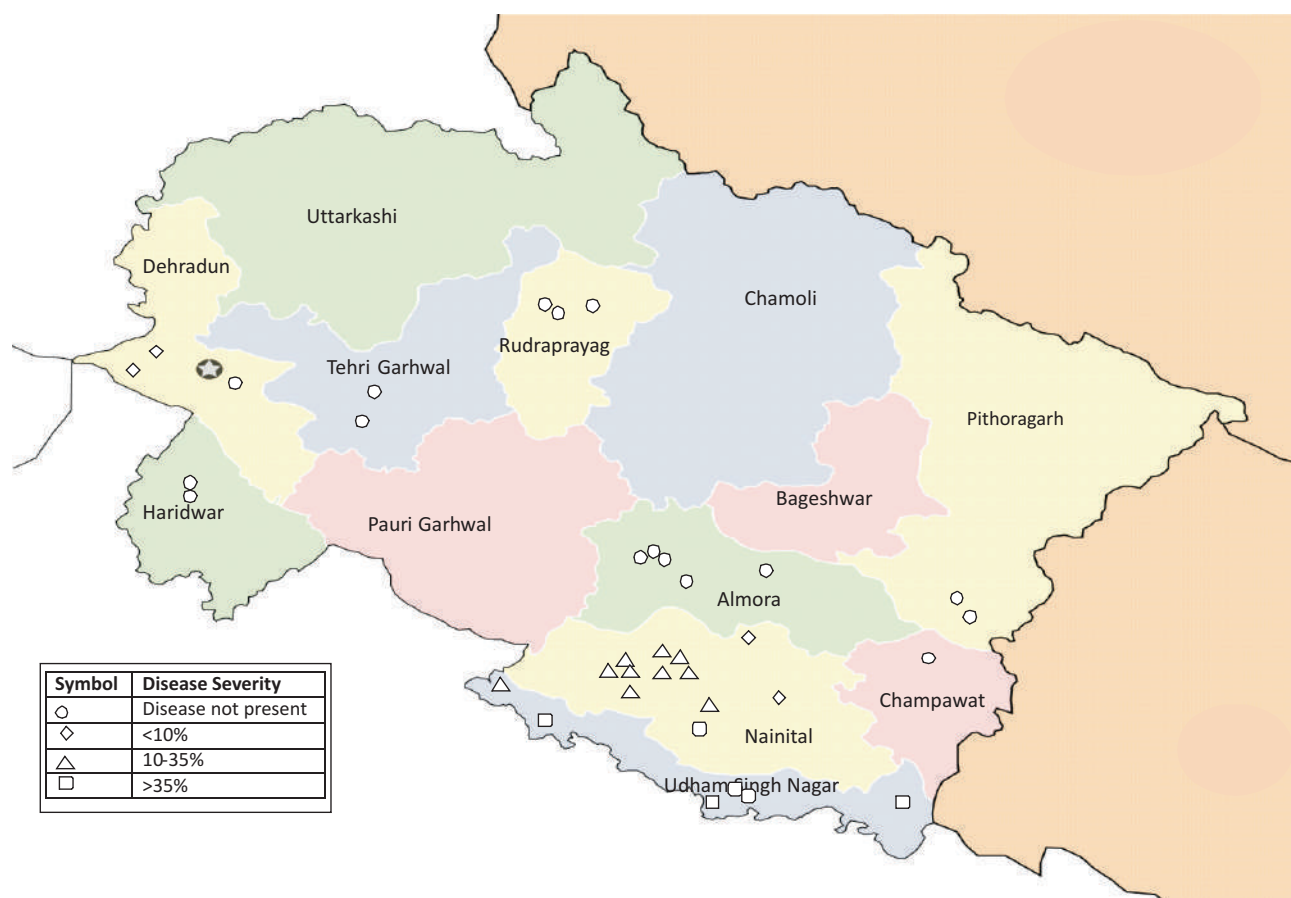 Uttarkashi
Dehradun
Chamoli
Rudraprayag
Tehri Garhwal
Pithoragarh
Bageshwar
Haridwar
Pauri Garhwal
Almora
Champawat
Nainital
Udham Singh Nagar
Symbol Disease Severity
Disease not present
<10%
10-35%
>35%